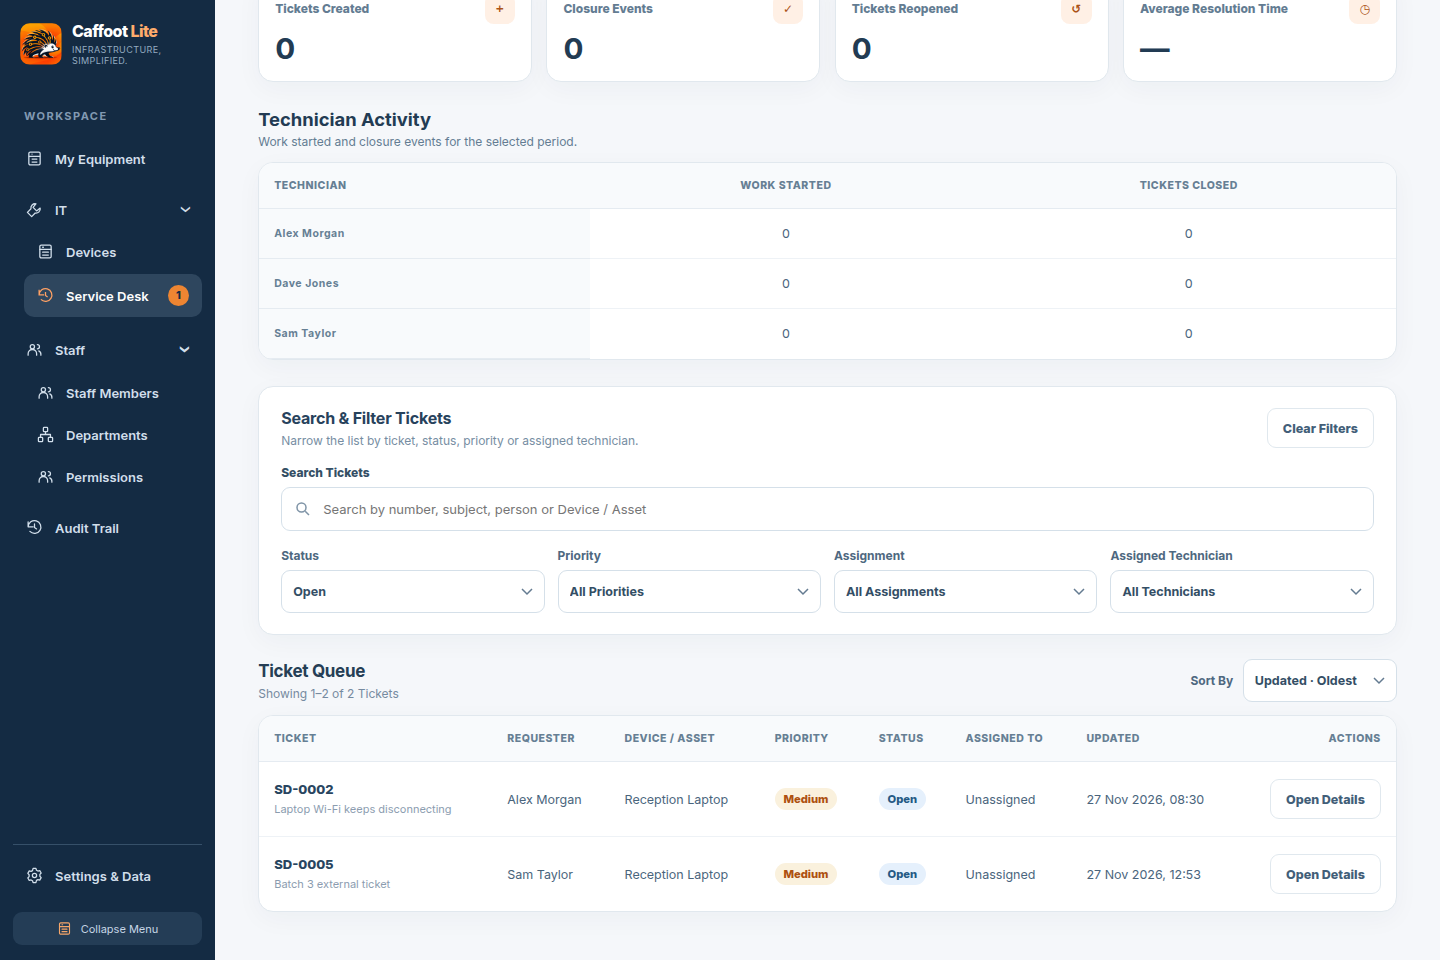 Caffoot Lite
INFRASTRUCTURE,
SIMPLIFIED.
WORKSPACE
My Equipment
IT
Devices
Service Desk 1
Staff
Staff Members
Departments
Permissions
Audit Trail
Settings & Data
Collapse Menu
Tickets Created +
0
Closure Events ✓
0
Tickets Reopened ↺
0
Average Resolution Time ◷
—
Technician Activity
Work started and closure events for the selected period.
TECHNICIAN WORK STARTED TICKETS CLOSED
Alex Morgan 0 0
Dave Jones 0 0
Sam Taylor 0 0
Search & Filter Tickets
Narrow the list by ticket, status, priority or assigned technician.
Clear Filters
Search Tickets
Search by number, subject, person or Device / Asset
Status Priority Assignment Assigned Technician
Open All Priorities All Assignments All Technicians
Ticket Queue
Showing 1–2 of 2 Tickets
Sort By Updated · Oldest
TICKET REQUESTER DEVICE / ASSET PRIORITY STATUS ASSIGNED TO UPDATED ACTIONS
SD-0002
Laptop Wi-Fi keeps disconnecting
Alex Morgan Reception Laptop Medium Open Unassigned 27 Nov 2026, 08:30 Open Details
SD-0005
Batch 3 external ticket
Sam Taylor Reception Laptop Medium Open Unassigned 27 Nov 2026, 12:53 Open Details